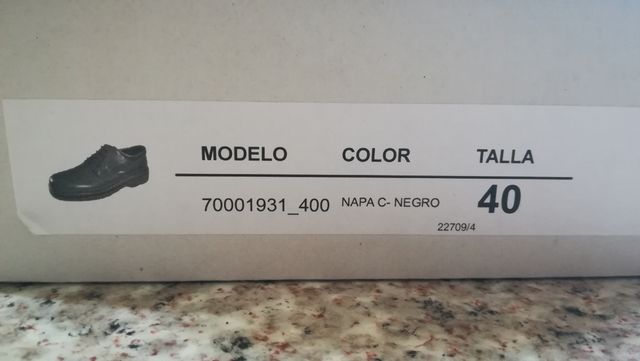 MODELO COLOR TALLA
70001931_400 NAPA C- NEGRO 40
22709/4